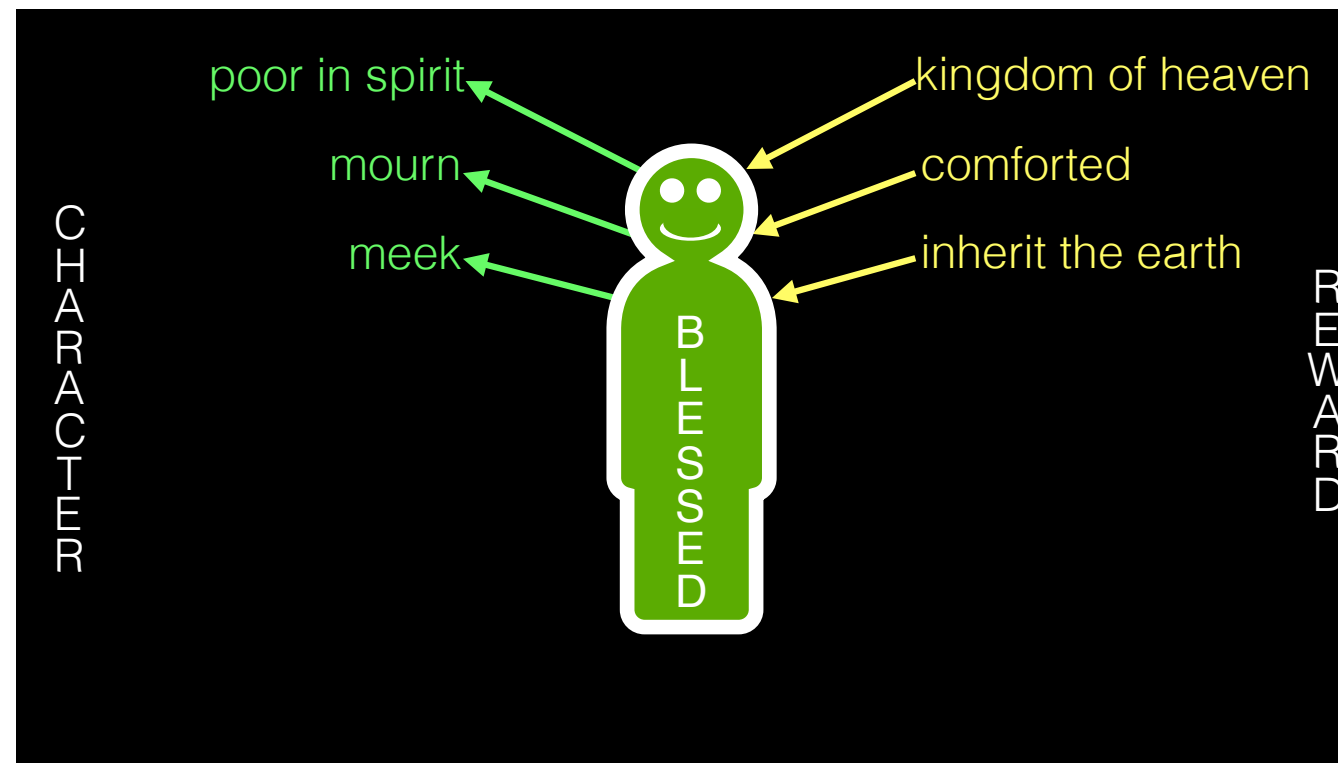 CHARACTER
poor in spirit
mourn
meek
BLESSED
kingdom of heaven
comforted
inherit the earth
REWARD